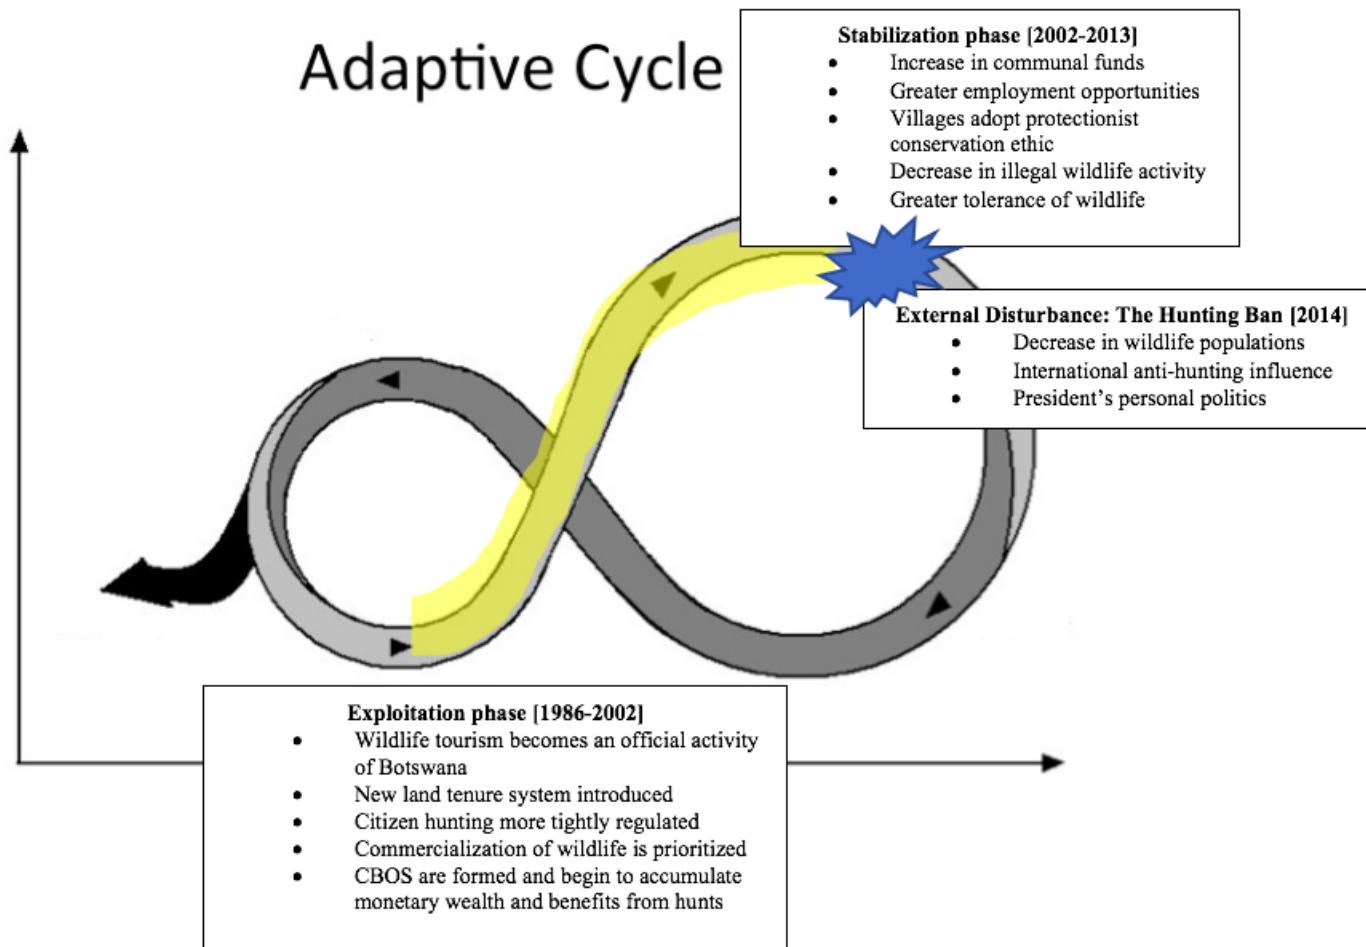 Adaptive Cycle
Stabilization phase [2002-2013]
• Increase in communal funds
• Greater employment opportunities
• Villages adopt protectionist
conservation ethic
• Decrease in illegal wildlife activity
• Greater tolerance of wildlife
External Disturbance: The Hunting Ban [2014]
• Decrease in wildlife populations
• International anti-hunting influence
• President's personal politics
Exploitation phase [1986-2002]
• Wildlife tourism becomes an official activity
of Botswana
• New land tenure system introduced
• Citizen hunting more tightly regulated
• Commercialization of wildlife is prioritized
• CBOS are formed and begin to accumulate
monetary wealth and benefits from hunts